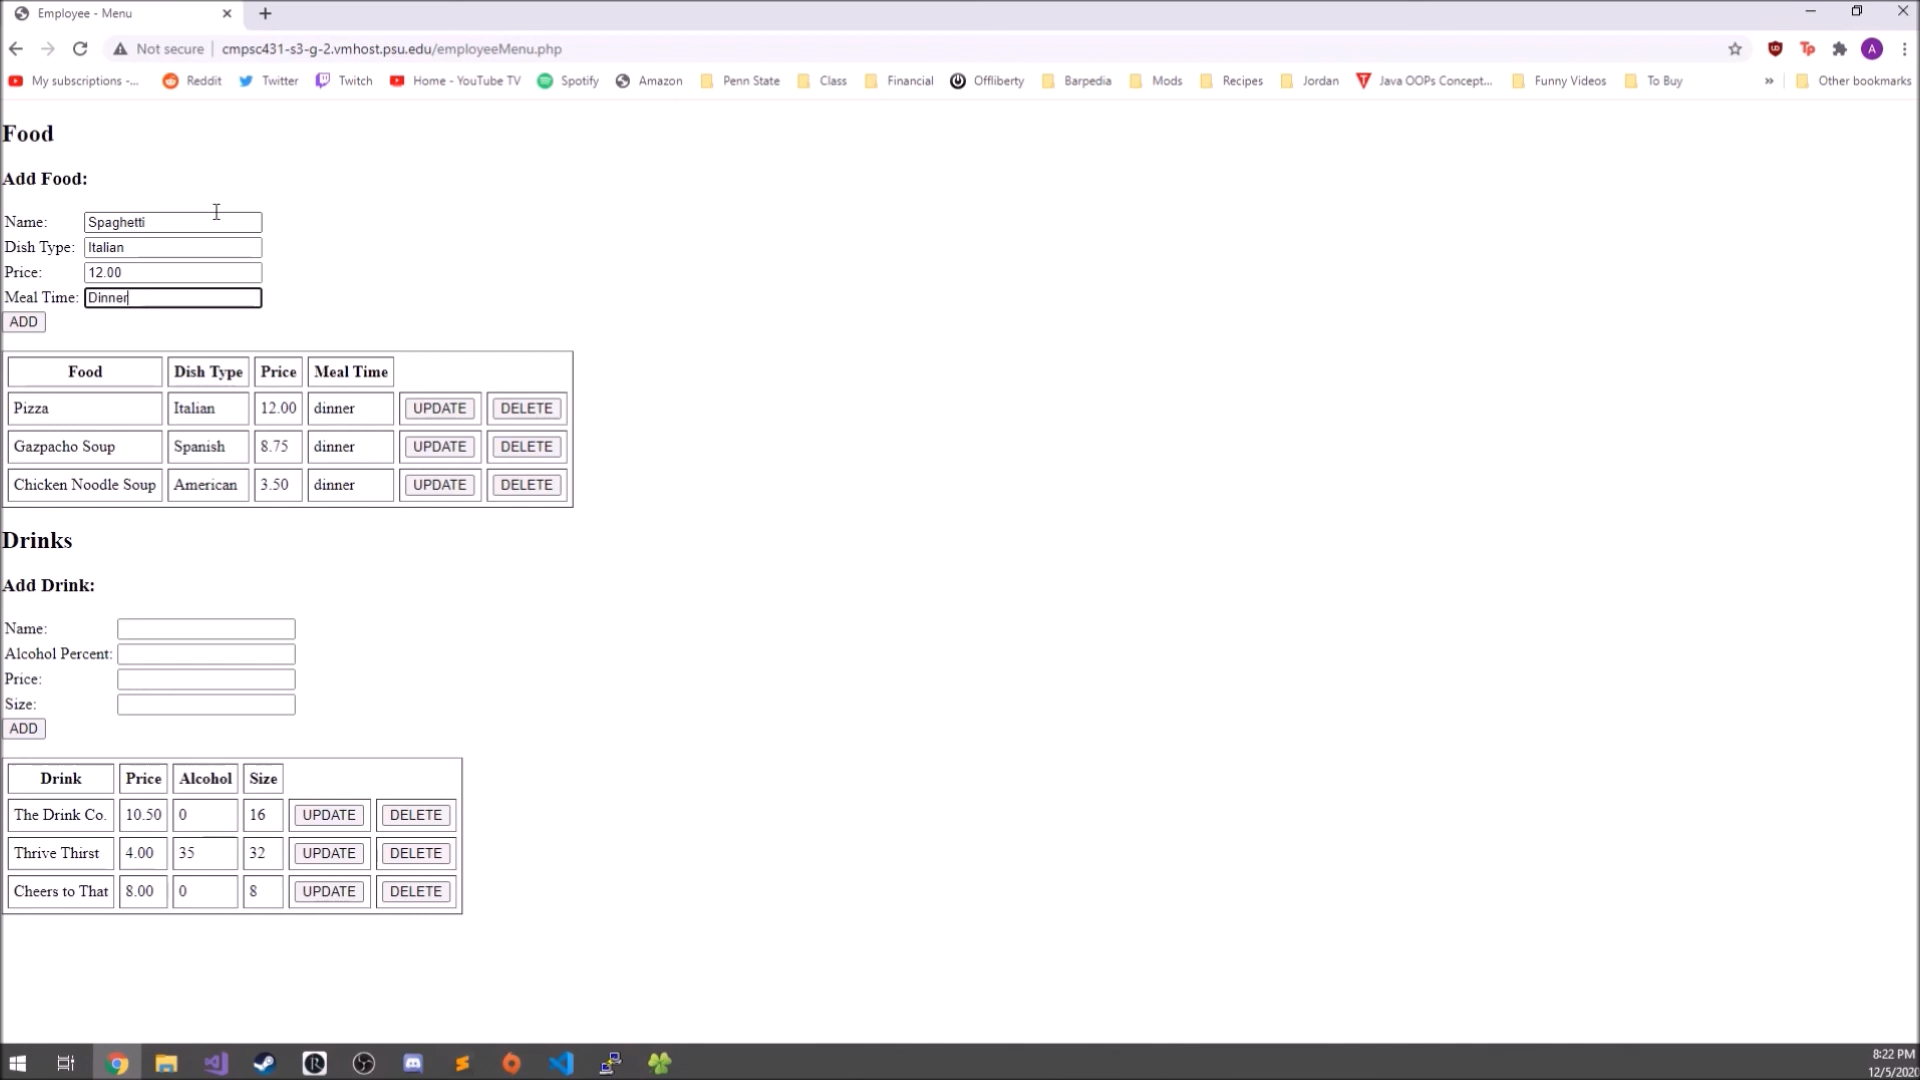 Employee - Menu
Not secure | cmpsc431-s3-g-2.vmhost.psu.edu/employeeMenu.php
Tp A
My subscriptions -... Reddit Twitter Twitch Home - YouTube TV Spotify Amazon Penn State Class Financial Offliberty Barpedia Mods Recipes Jordan Java OOPs Concept... Funny Videos To Buy » Other bookmarks
Food
Add Food:
Name: Spaghetti
Dish Type: Italian
Price: 12.00
Meal Time: Dinner
ADD
Food Dish Type Price Meal Time
Pizza Italian 12.00 dinner UPDATE DELETE
Gazpacho Soup Spanish 8.75 dinner UPDATE DELETE
Chicken Noodle Soup American 3.50 dinner UPDATE DELETE
Drinks
Add Drink:
Name:
Alcohol Percent:
Price:
Size:
ADD
Drink Price Alcohol Size
The Drink Co. 10.50 0 16 UPDATE DELETE
Thrive Thirst 4.00 35 32 UPDATE DELETE
Cheers to That 8.00 0 8 UPDATE DELETE
8:22 PM
12/5/2020